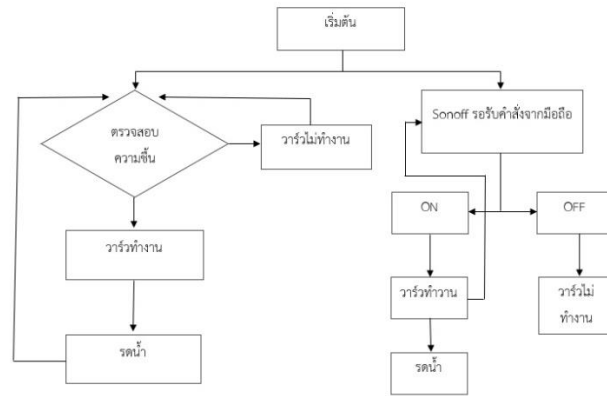 เริ่มต้น
ตรวจสอบ
ความชื้น
วาร์วไม่ทำงาน
วาร์วทำงาน
รดน้ำ
Sonoff รอรับคำสั่งจากมือถือ
ON
OFF
วาร์วทำวาน
วาร์วไม่
ทำงาน
รดน้ำ